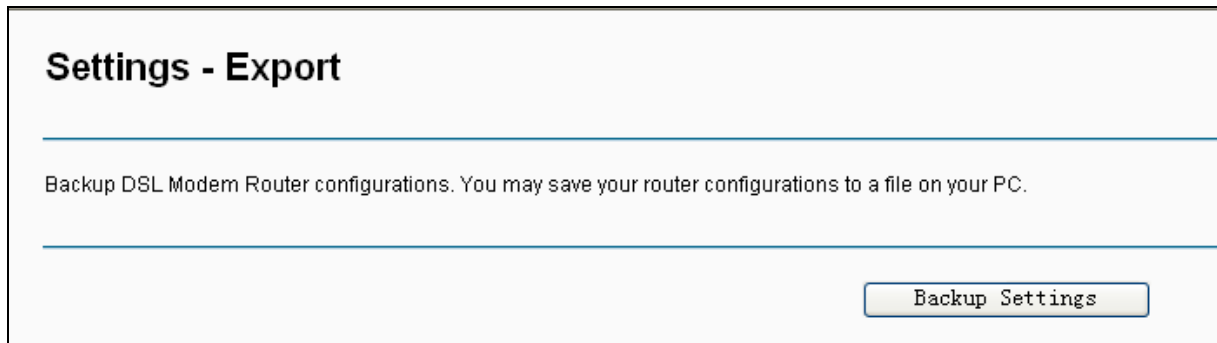 Settings - Export
Backup DSL Modem Router configurations. You may save your router configurations to a file on your PC.
Backup Settings